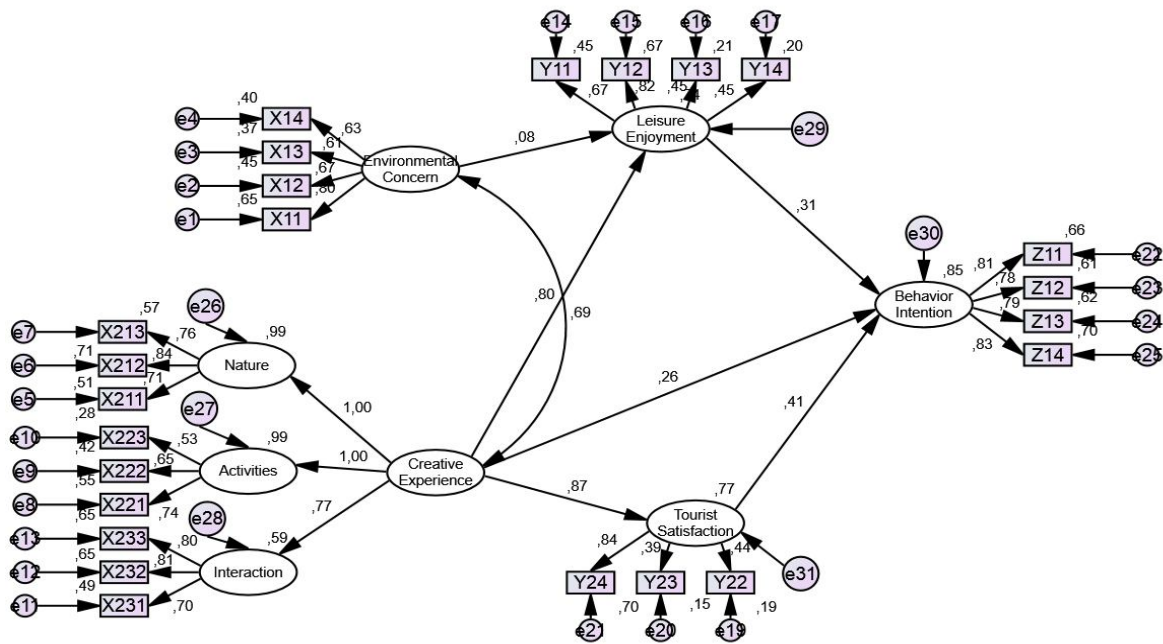 e14 e15 e16 e17
,45 ,67 ,21 ,20
Y11 Y12 Y13 Y14
,67 ,82 ,45 ,45
Leisure
Enjoyment
e29
,40
e4 X14 ,63
,37
e3 X13 ,61
,45
e2 X12 ,67
,65
e1 X11 ,80
Environmental
Concern
,08
,31
,80
,69
e30
,85
Behavior
Intention
,66
,81 Z11 e22
,61
,78 Z12 e23
,62
,79 Z13 e24
,70
,83 Z14 e25
e26
,99
Nature
,57
e7 X213 ,76
,71
e6 X212 ,84
,51
e5 X211 ,71
e27
,99
Activities
,28
e10 X223 ,53
,42
e9 X222 ,65
,55
e8 X221 ,74
e28
,59
Interaction
,65
e13 X233 ,80
,65
e12 X232 ,81
,49
e11 X231 ,70
1,00
1,00
,77
Creative
Experience
,26
,41
,87
,77
Tourist
Satisfaction
e31
,84 ,39 ,44
Y24 Y23 Y22
,70 ,15 ,19
e21 e20 e19